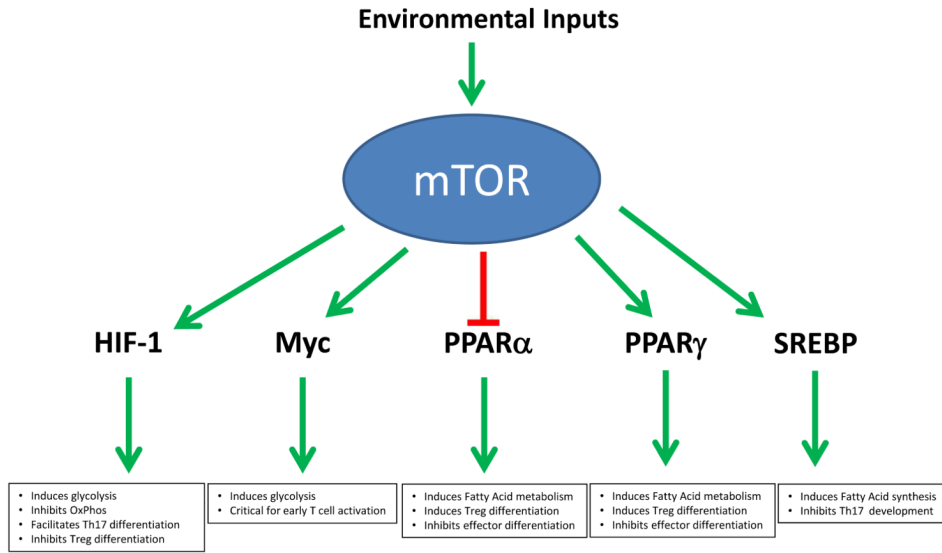 Environmental Inputs
mTOR
HIF-1
Myc
PPARα
PPARγ
SREBP
• Induces glycolysis
• Inhibits OxPhos
• Facilitates Th17 differentiation
• Inhibits Treg differentiation
• Induces glycolysis
• Critical for early T cell activation
• Induces Fatty Acid metabolism
• Induces Treg differentiation
• Inhibits effector differentiation
• Induces Fatty Acid metabolism
• Induces Treg differentiation
• Inhibits effector differentiation
• Induces Fatty Acid synthesis
• Inhibits Th17 development